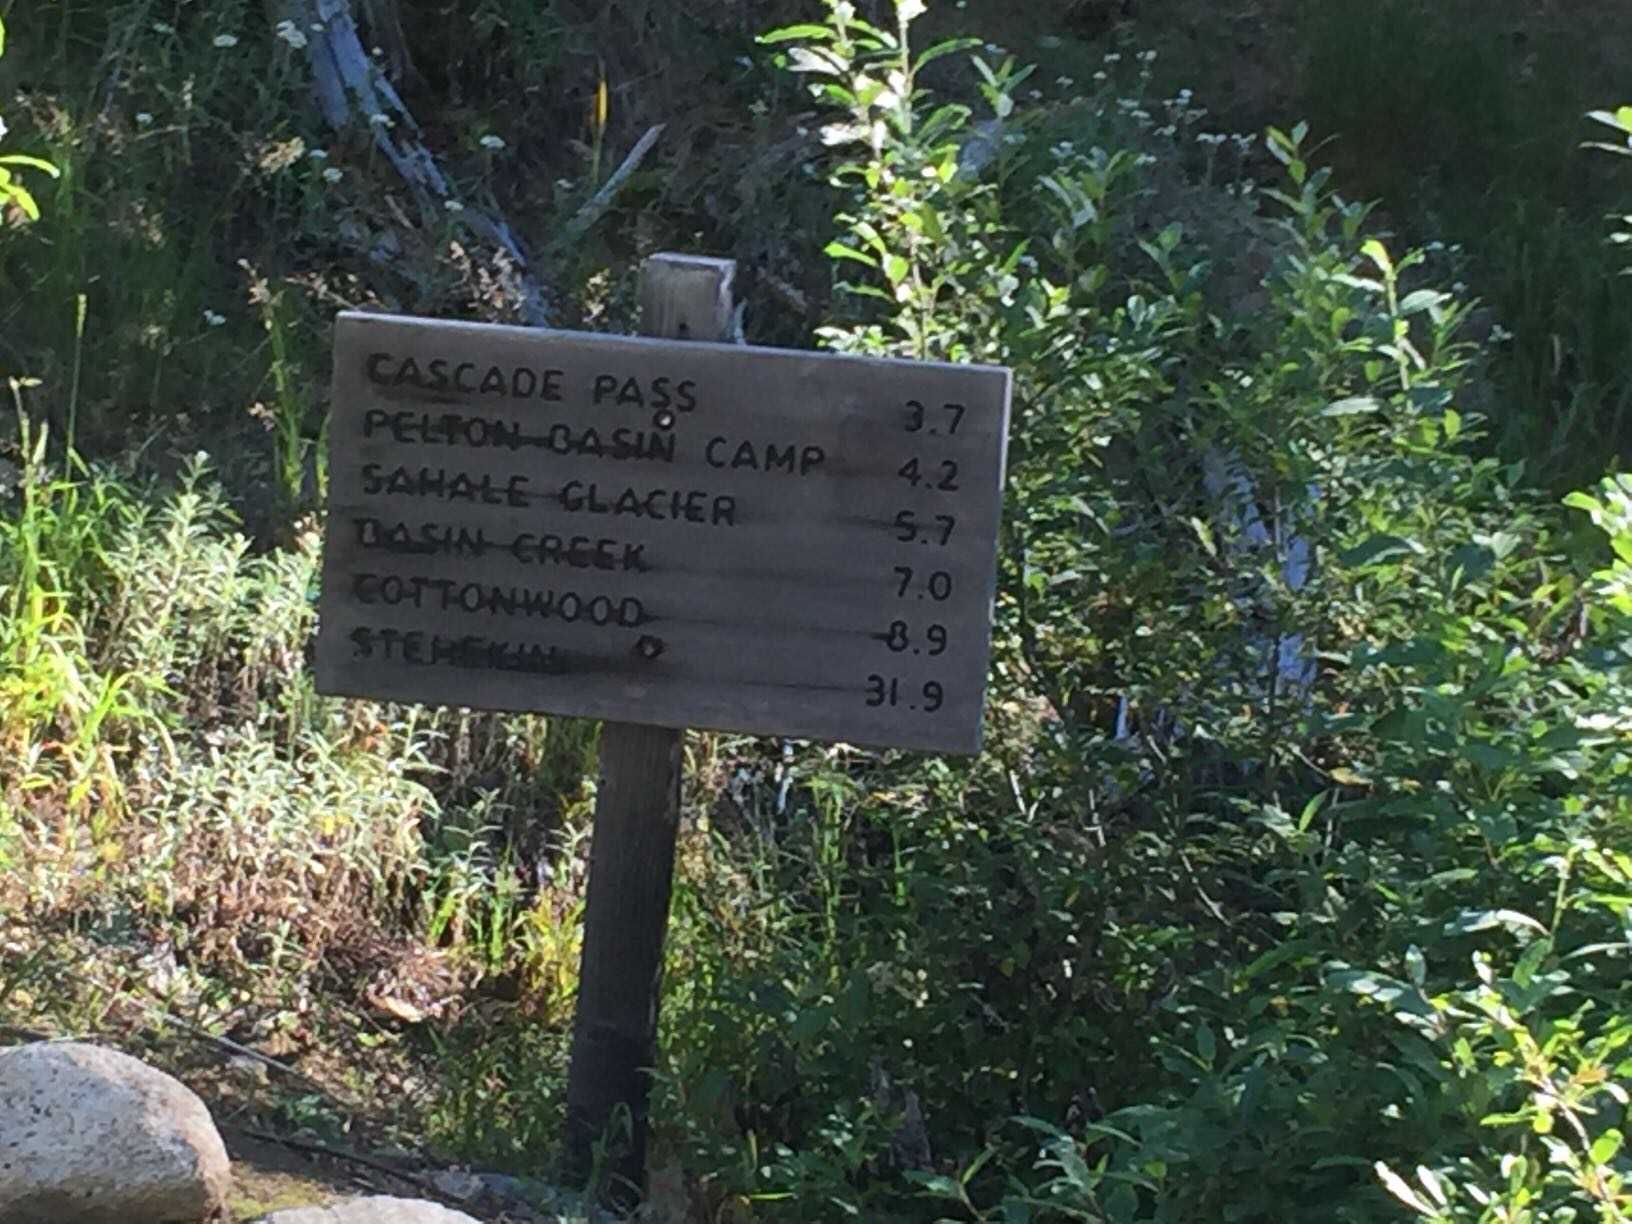 CASCADE PASS 3.7
PELTON BASIN CAMP 4.2
SAHALE GLACIER 5.7
BASIN CREEK 7.0
COTTONWOOD 8.9
STEHEKIN 31.9